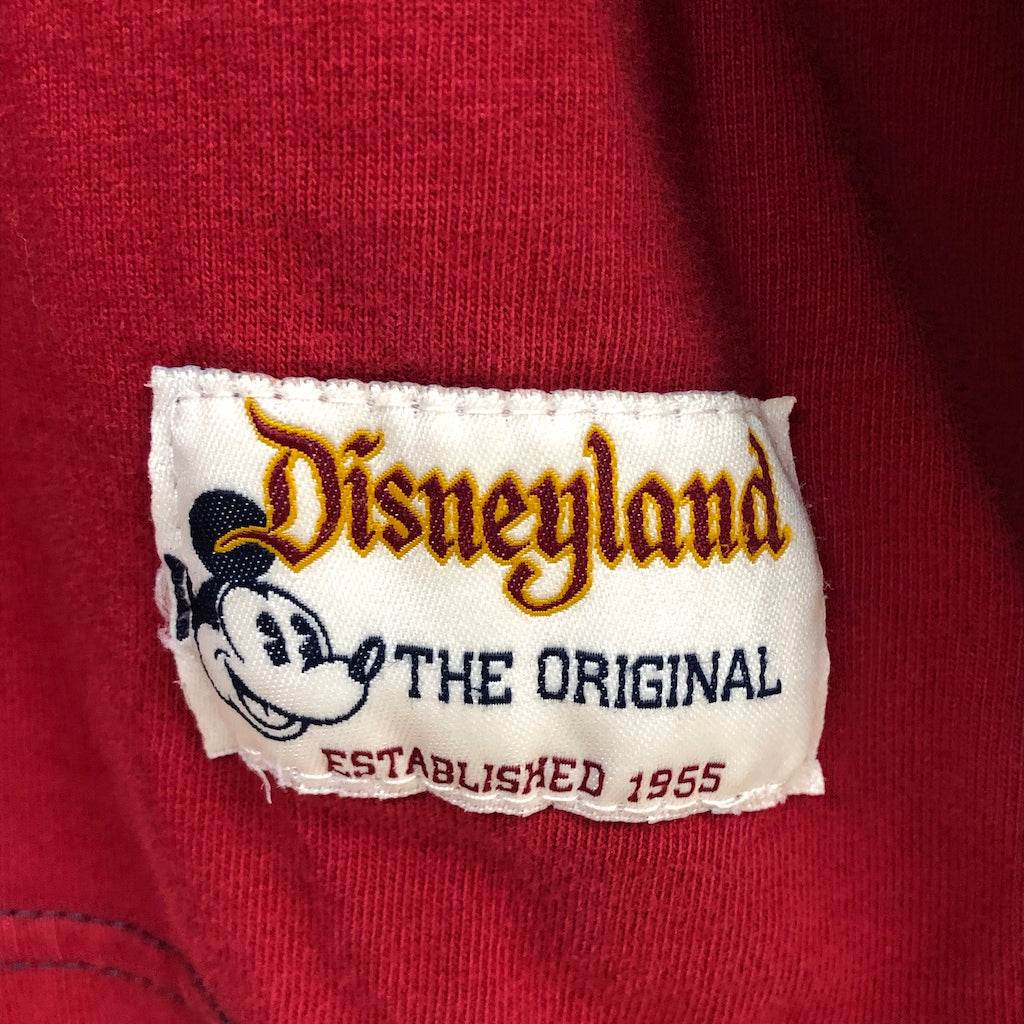 Disneyland
THE ORIGINAL
ESTABLISHED 1955